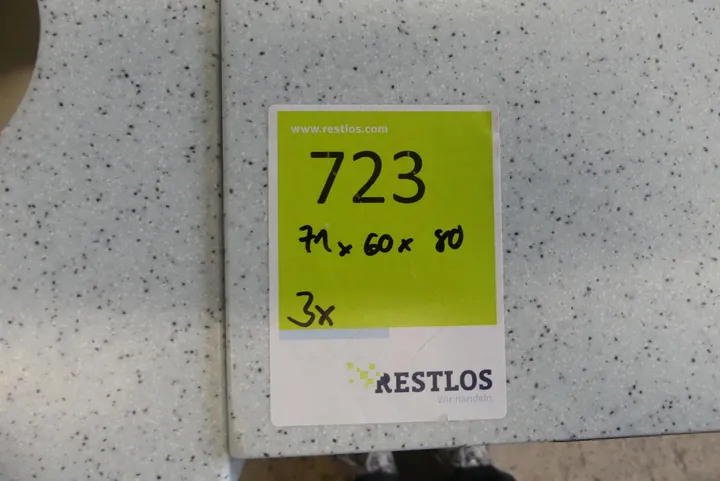 www.restlos.com
723
71 x 60 x 80
3x
RESTLOS
Wir handeln.